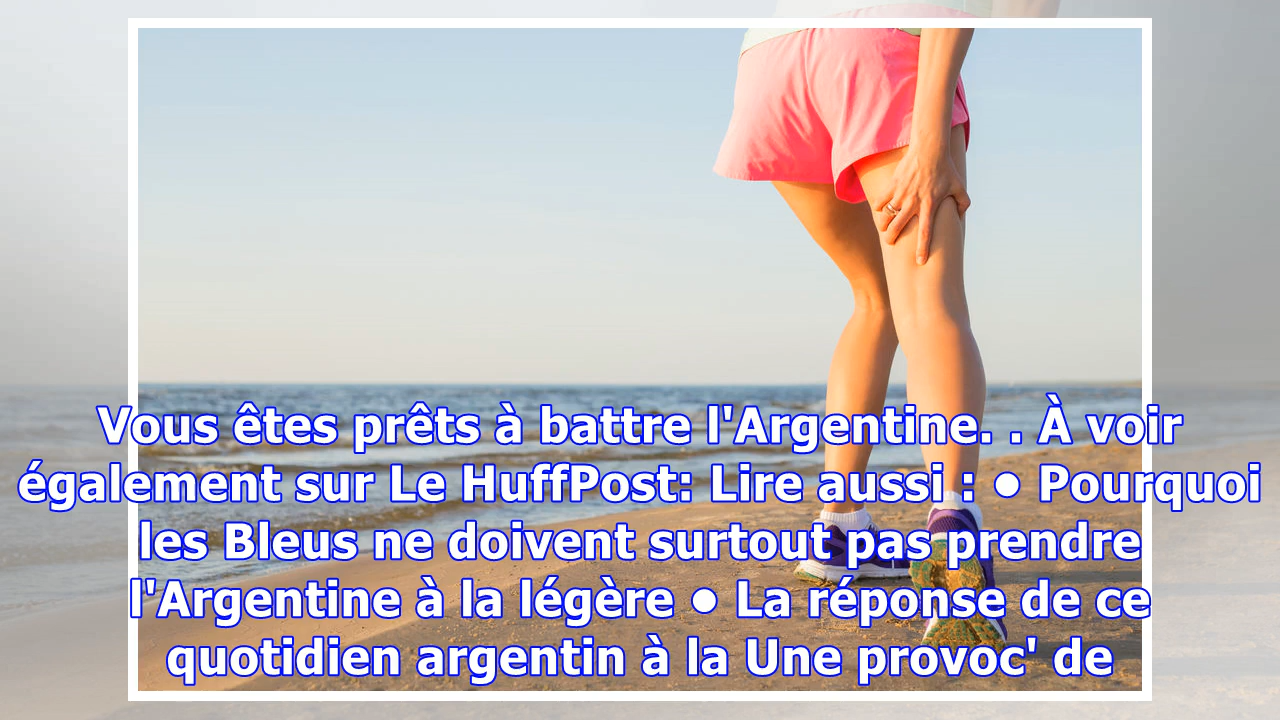 Vous êtes prêts à battre l'Argentine. . À voir
également sur Le HuffPost: Lire aussi : • Pourquoi
les Bleus ne doivent surtout pas prendre
l'Argentine à la légère • La réponse de ce
quotidien argentin à la Une provoc' de